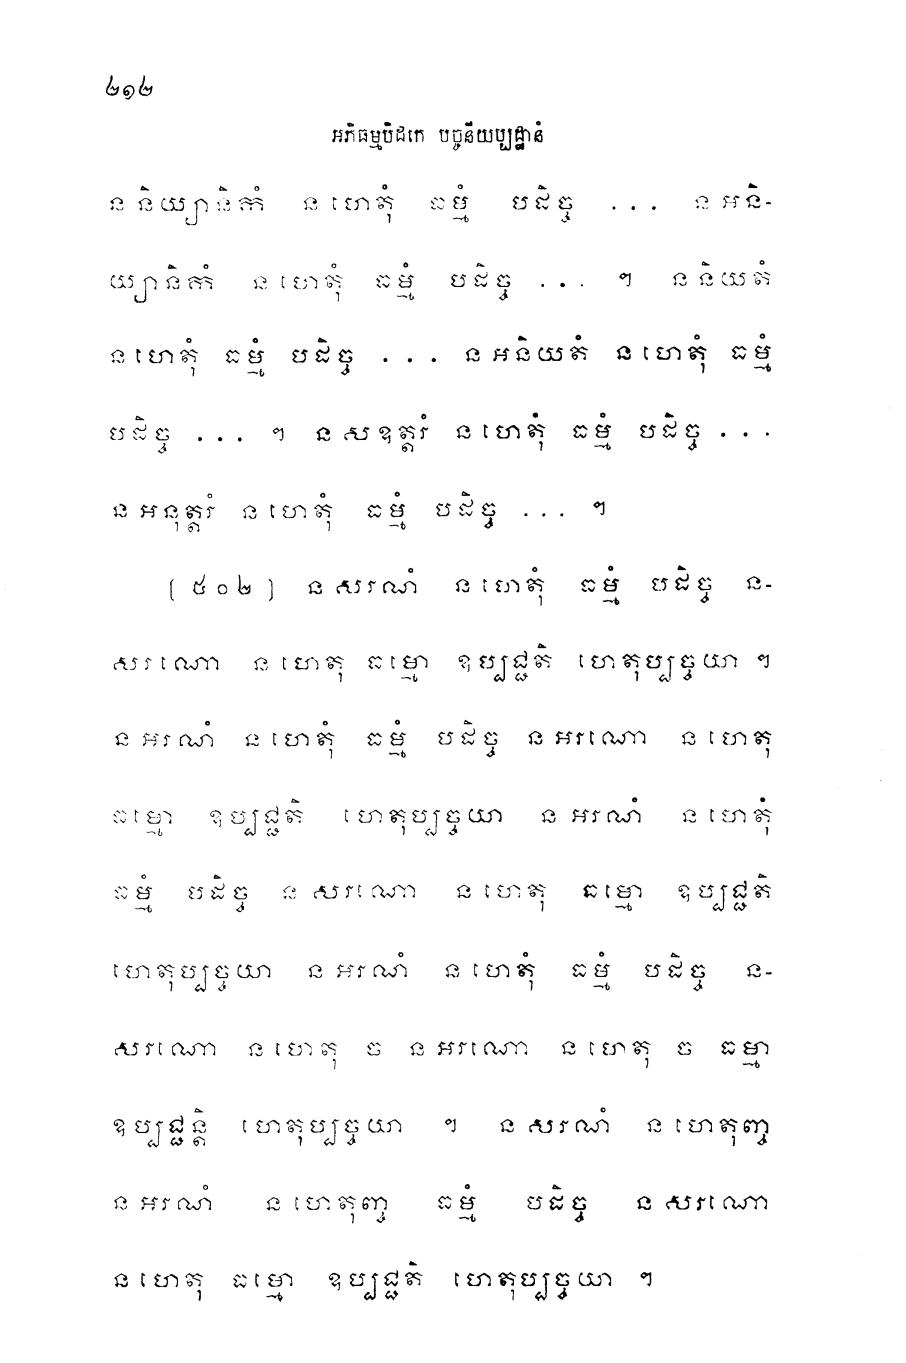 ២១២
អភិធម្មបិដកេ បច្ចនីយប្បដ្ឋានំ
ន និយ្យានិកំ ន ហេតុំ ធម្មំ បដិច្ច ... ន អនិ-
យ្យានិកំ ន ហេតុំ ធម្មំ បដិច្ច ... ។ ន និយតំ
ន ហេតុំ ធម្មំ បដិច្ច ... ន អនិយតំ ន ហេតុំ ធម្មំ
បដិច្ច ... ។ ន សឧត្តរំ ន ហេតុំ ធម្មំ បដិច្ច ...
ន អនុត្តរំ ន ហេតុំ ធម្មំ បដិច្ច ... ។
(៥០២) ន សរណំ ន ហេតុំ ធម្មំ បដិច្ច ន-
សរណោ ន ហេតុ ធម្មោ ឧប្បជ្ជតិ ហេតុប្បច្ចយា ។
ន អរណំ ន ហេតុំ ធម្មំ បដិច្ច ន អរណោ ន ហេតុ
ធម្មោ ឧប្បជ្ជតិ ហេតុប្បច្ចយា ន អរណំ ន ហេតុំ
ធម្មំ បដិច្ច ន សរណោ ន ហេតុ ធម្មោ ឧប្បជ្ជតិ
ហេតុប្បច្ចយា ន អរណំ ន ហេតុំ ធម្មំ បដិច្ច ន-
សរណោ ន ហេតុ ច ន អរណោ ន ហេតុ ច ធម្មា
ឧប្បជ្ជន្តិ ហេតុប្បច្ចយា ។ ន សរណំ ន ហេតុញ្ច
ន អរណំ ន ហេតុញ្ច ធម្មំ បដិច្ច ន សរណោ
ន ហេតុ ធម្មោ ឧប្បជ្ជតិ ហេតុប្បច្ចយា ។